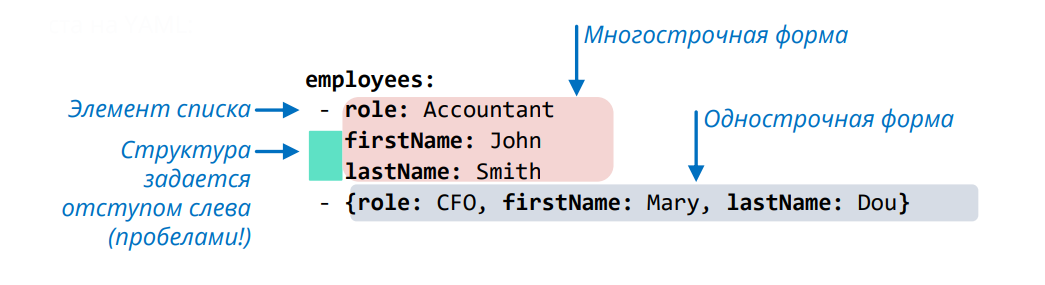 Многострочная форма
employees:
Элемент списка
- role: Accountant
Однострочная форма
firstName: John
Структура
задается
отступом слева
(пробелами!)
lastName: Smith
- {role: CFO, firstName: Mary, lastName: Dou}